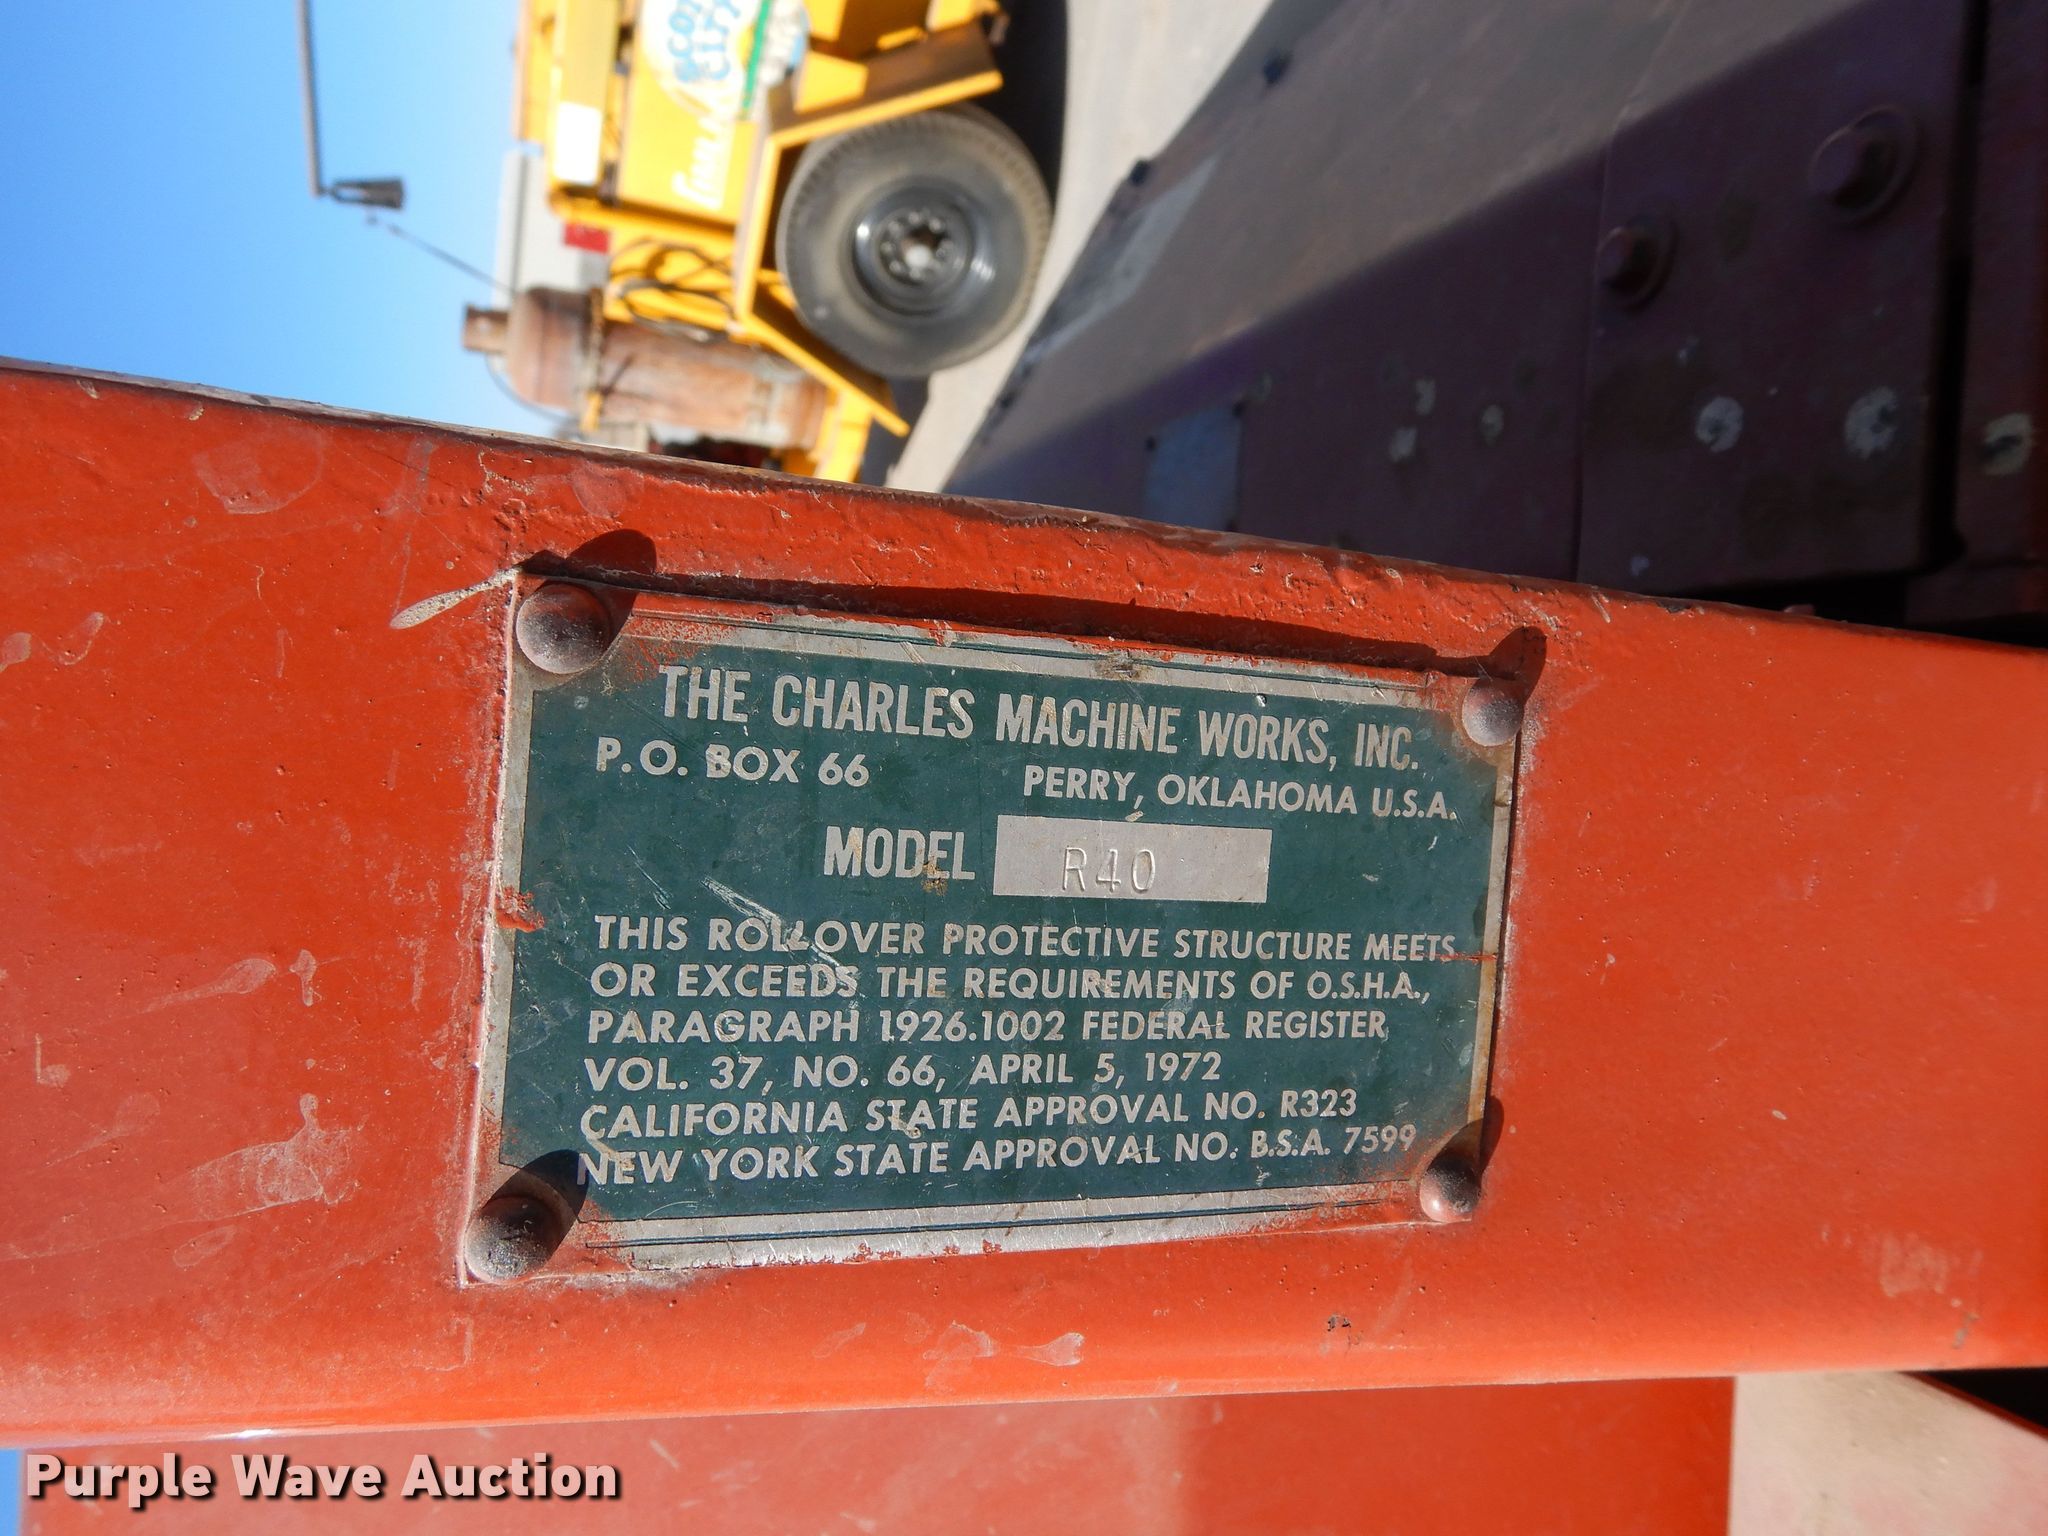 SCOTT
CITY
THE CHARLES MACHINE WORKS, INC.
P.O. BOX 66 PERRY, OKLAHOMA U.S.A.
MODEL R40
THIS ROLLOVER PROTECTIVE STRUCTURE MEETS
OR EXCEEDS THE REQUIREMENTS OF O.S.H.A.,
PARAGRAPH 1926.1002 FEDERAL REGISTER
VOL. 37, NO. 66, APRIL 5, 1972
CALIFORNIA STATE APPROVAL NO. R323
NEW YORK STATE APPROVAL NO. B.S.A. 7599
Purple Wave Auction